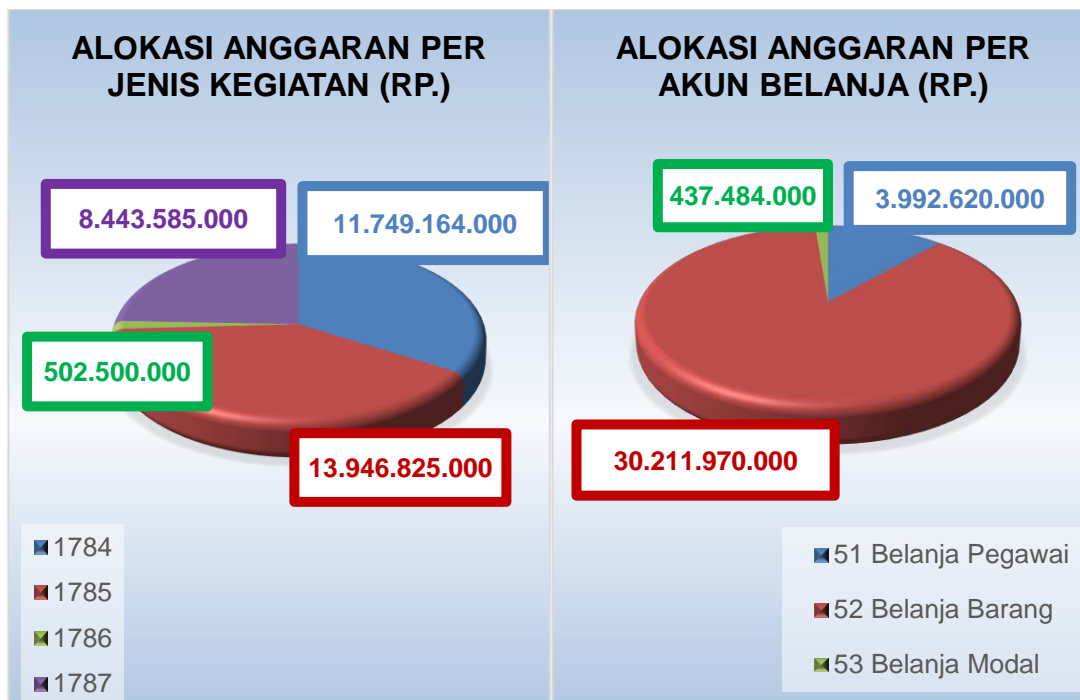 ALOKASI ANGGARAN PER
JENIS KEGIATAN (RP.)
8.443.585.000
11.749.164.000
502.500.000
13.946.825.000
1784
1785
1786
1787
ALOKASI ANGGARAN PER
AKUN BELANJA (RP.)
437.484.000
3.992.620.000
30.211.970.000
51 Belanja Pegawai
52 Belanja Barang
53 Belanja Modal